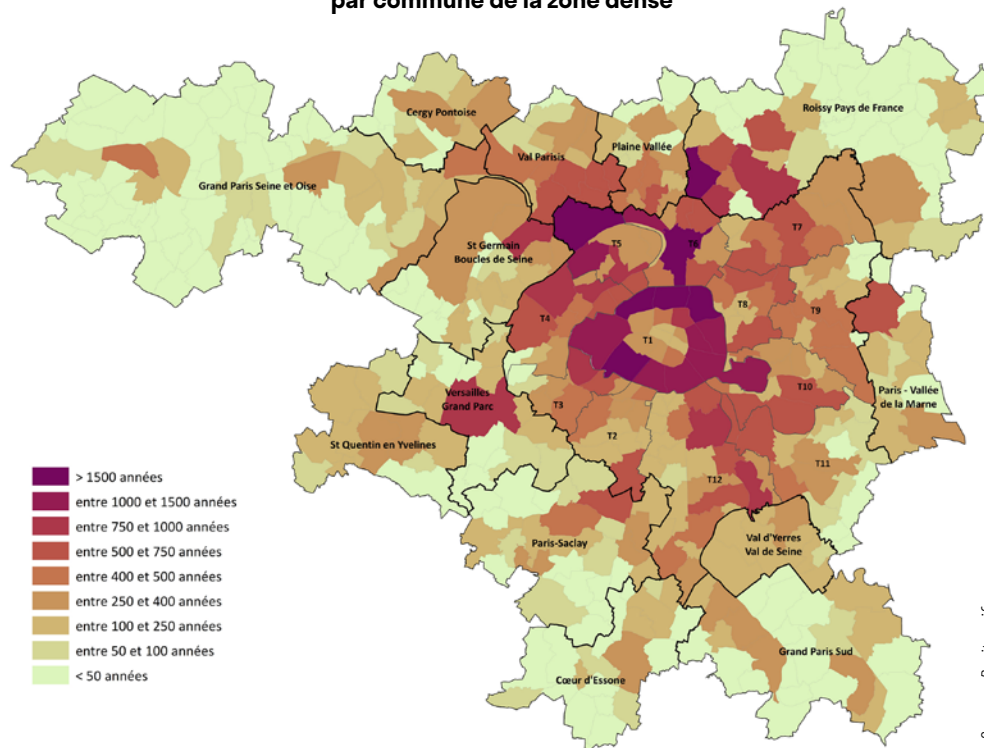 par commune de la zone dense
Roissy Pays de France
Cergy Pontoise
Plaine Vallée
Val Parisis
Grand Paris Seine et Oise
T7
T5
T6
St Germain
Boucles de Seine
T8
T9
T4
T1
T10
Versailles
Grand Parc
Paris - Vallée
de la Marne
T3
T2
St Quentin en Yvelines
T11
T12
> 1500 années
entre 1000 et 1500 années
entre 750 et 1000 années
entre 500 et 750 années
entre 400 et 500 années
entre 250 et 400 années
entre 100 et 250 années
entre 50 et 100 années
< 50 années
Paris-Saclay
Val d'Yerres
Val de Seine
Grand Paris Sud
Cœur d'Essone